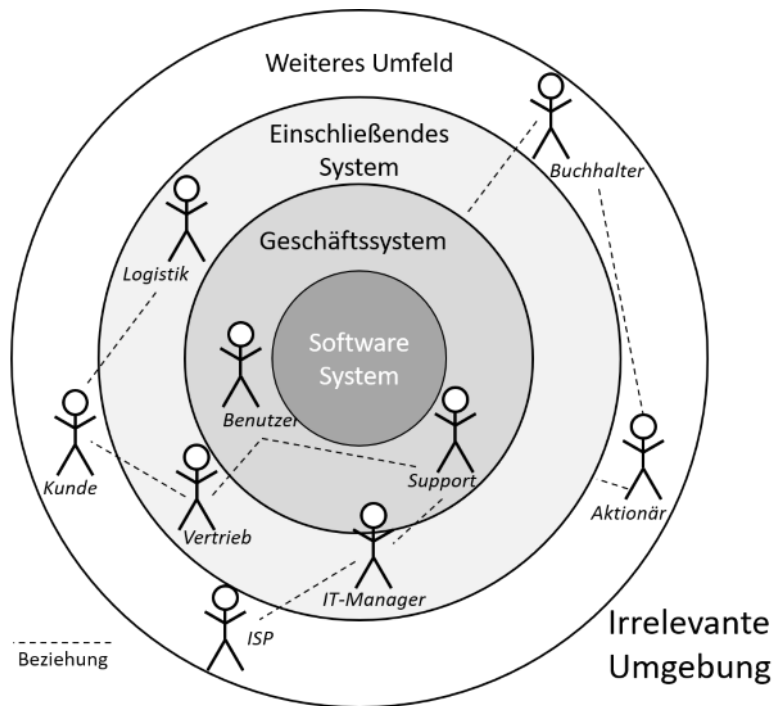 Weiteres Umfeld
Einschließendes
System
Buchhalter
Geschäftssystem
Logistik
Software
System
Benutzer
Kunde
Support
Vertrieb
Aktionär
IT-Manager
ISP
Beziehung
Irrelevante
Umgebung